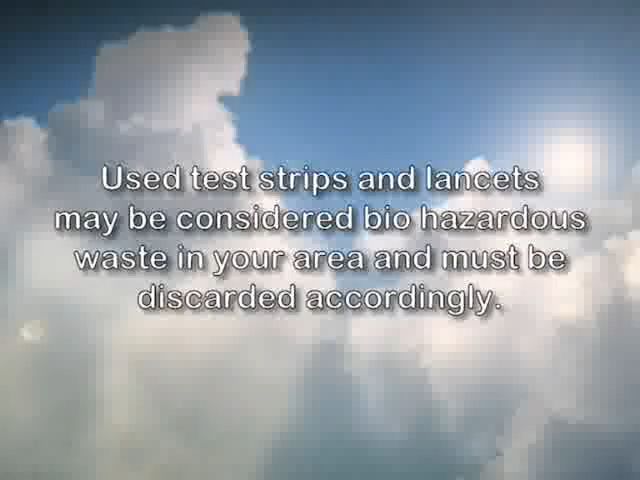 Used test strips and lancets
may be considered bio hazardous
waste in your area and must be
discarded accordingly.